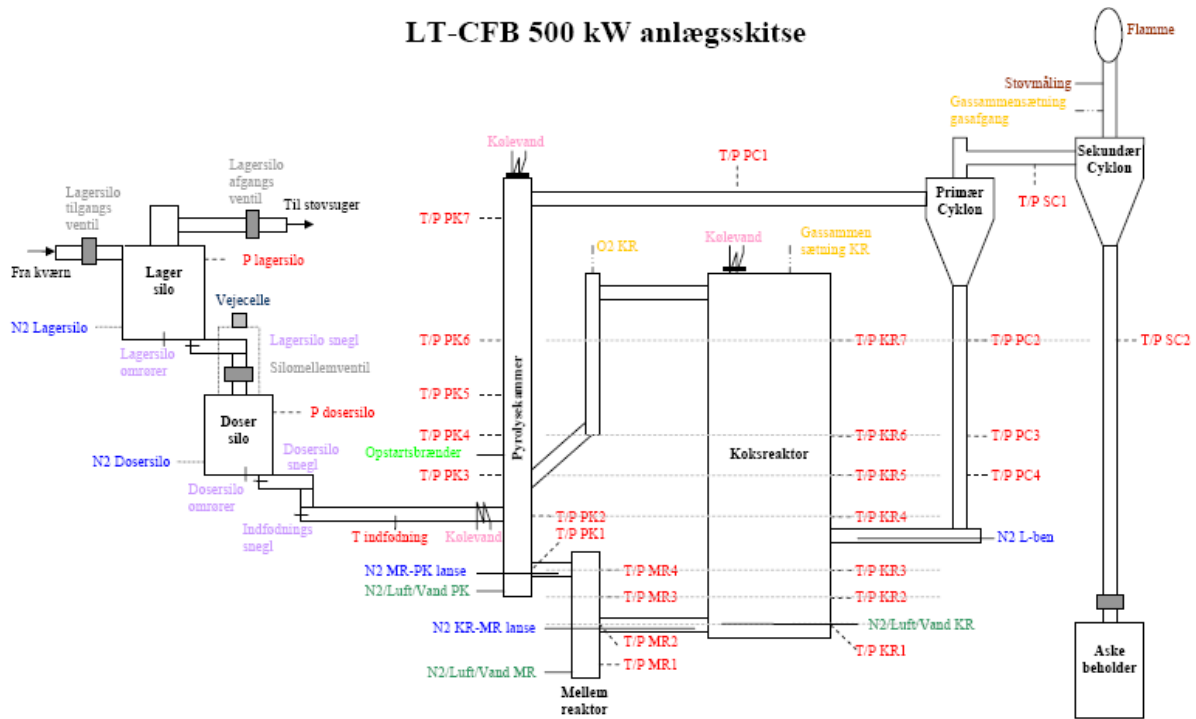 LT-CFB 500 kW anlægsskitse
Flamme
Støvmåling
Gassammensætning
gasafgang
Kølevand
T/P PC1
Sekundær
Cyklon
Lagersilo
afgangs
ventil
Lagersilo
tilgangs
ventil
Til støvsuger
Primær
Cyklon
T/P SC1
T/P PK7
Fra kværn
P lagersilo
Lager
silo
O2 KR
Kølevand
Gassammen
sætning KR
Vejecelle
N2 Lagersilo
Lagersilo
omrører
Lagersilo snegl
Silomellemventil
T/P PK6
T/P KR7
T/P PC2
T/P SC2
Pyrolysekammer
T/P PK5
Doser
silo
P dosersilo
T/P PK4
T/P KR6
T/P PC3
Opstartsbrænder
Koksreaktor
N2 Dosersilo
Dosersilo
snegl
T/P PK3
T/P KR5
T/P PC4
Dosersilo
omrører
Indfødnings
snegl
T indfødning
Kølevand
T/P PK2
T/P PK1
T/P KR4
N2 L-ben
N2 MR-PK lanse
T/P MR4
T/P KR3
N2/Luft/Vand PK
T/P MR3
T/P KR2
N2 KR-MR lanse
N2/Luft/Vand KR
T/P MR2
T/P KR1
N2/Luft/Vand MR
T/P MR1
Mellem
reaktor
Aske
beholder